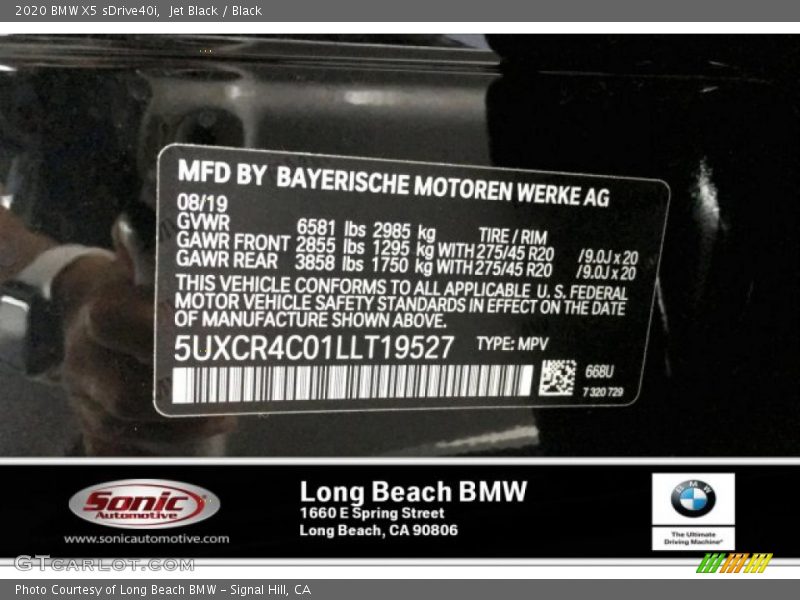 2020 BMW X5 sDrive40i,  Jet Black / Black
MFD BY BAYERISCHE MOTOREN WERKE AG
08/19
GVWR 6581 lbs 2985 kg TIRE / RIM
GAWR FRONT 2855 lbs 1295 kg WITH 275/45 R20 /9.0J x 20
GAWR REAR 3858 lbs 1750 kg WITH 275/45 R20 /9.0J x 20
THIS VEHICLE CONFORMS TO ALL APPLICABLE U. S. FEDERAL
MOTOR VEHICLE SAFETY STANDARDS IN EFFECT ON THE DATE
OF MANUFACTURE SHOWN ABOVE.
5UXCR4C01LLT19527 TYPE: MPV
668U
7 320 729
Sonic
Automotive
www.sonicautomotive.com
Long Beach BMW
1660 E Spring Street
Long Beach, CA 90806
BMW
The Ultimate
Driving Machine®
GTCARLOT.COM
Photo Courtesy of Long Beach BMW – Signal Hill, CA